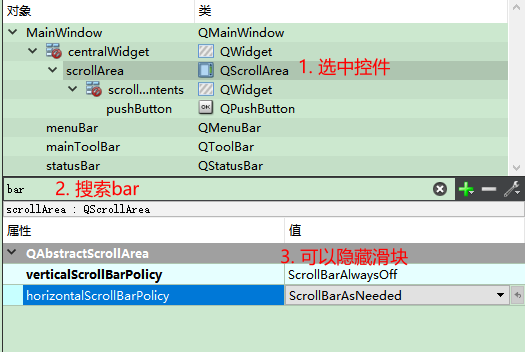 对象 类
MainWindow QMainWindow
centralWidget QWidget
scrollArea QScrollArea 1. 选中控件
scroll...ntents QWidget
pushButton OK QPushButton
menuBar QMenuBar
mainToolBar QToolBar
statusBar QStatusBar
bar 2. 搜索bar
scrollArea : QScrollArea
属性 值
QAbstractScrollArea 3. 可以隐藏滑块
verticalScrollBarPolicy ScrollBarAlwaysOff
horizontalScrollBarPolicy ScrollBarAsNeeded